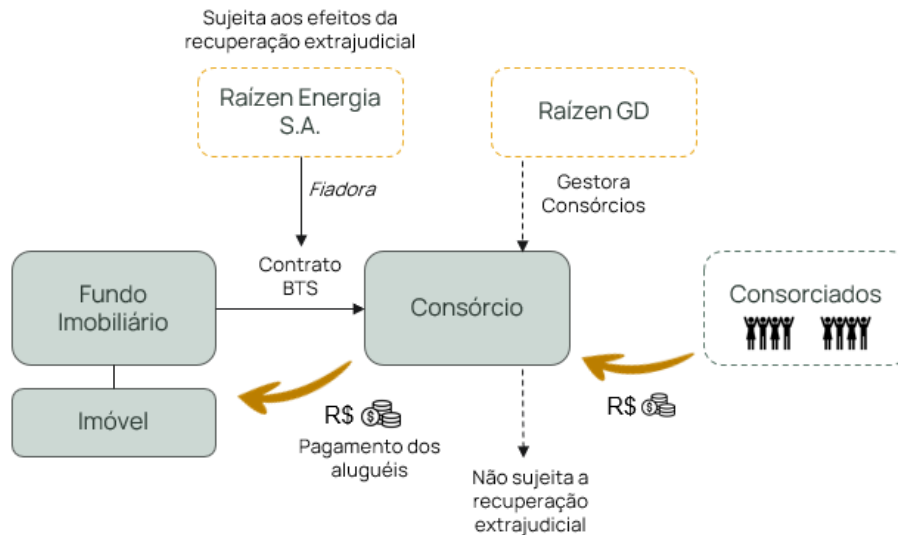 Sujeita aos efeitos da
recuperação extrajudicial
Raízen Energia
S.A.
Raízen GD
Fiadora
Gestora
Consórcios
Contrato
BTS
Fundo
Imobiliário
Consórcio
Consorciados
Imóvel
R$
Pagamento dos
aluguéis
R$
Não sujeita a
recuperação
extrajudicial